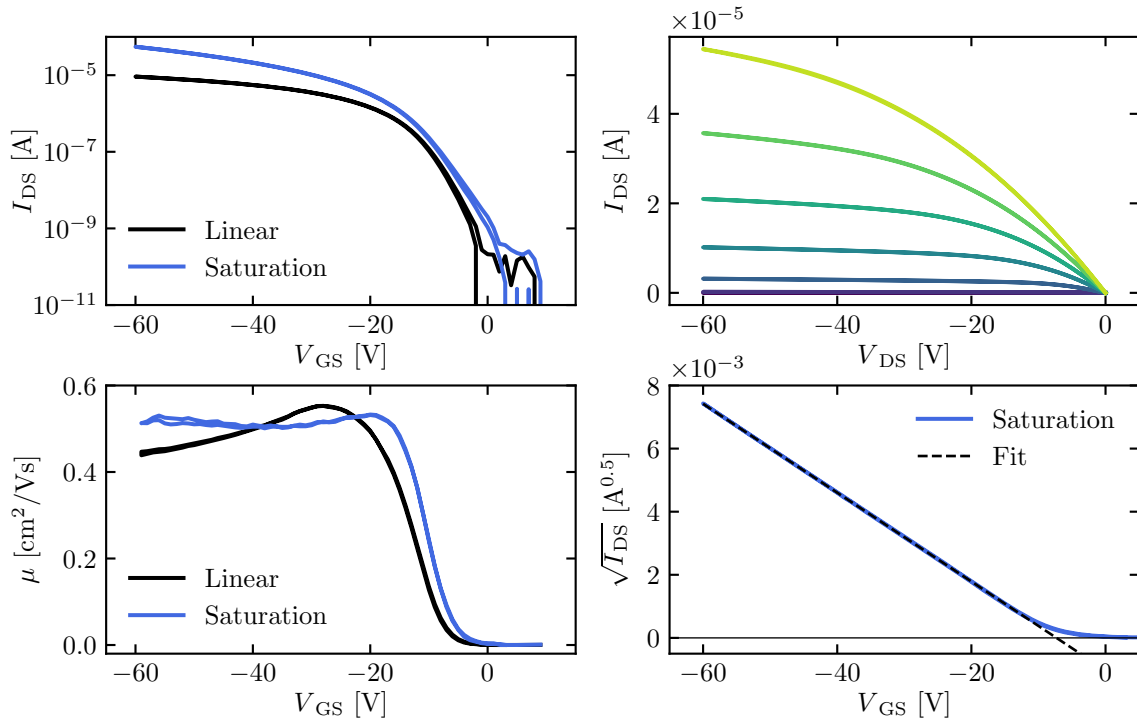 10⁻⁵
10⁻⁷
10⁻⁹
10⁻¹¹
I_DS [A]
Linear
Saturation
−60 −40 −20 0
V_GS [V]
×10⁻⁵
4
2
0
I_DS [A]
−60 −40 −20 0
V_DS [V]
0.6
0.4
0.2
0.0
μ [cm²/Vs]
Linear
Saturation
−60 −40 −20 0
V_GS [V]
×10⁻³
8
6
4
2
0
√I_DS [A^0.5]
Saturation
Fit
−60 −40 −20 0
V_GS [V]